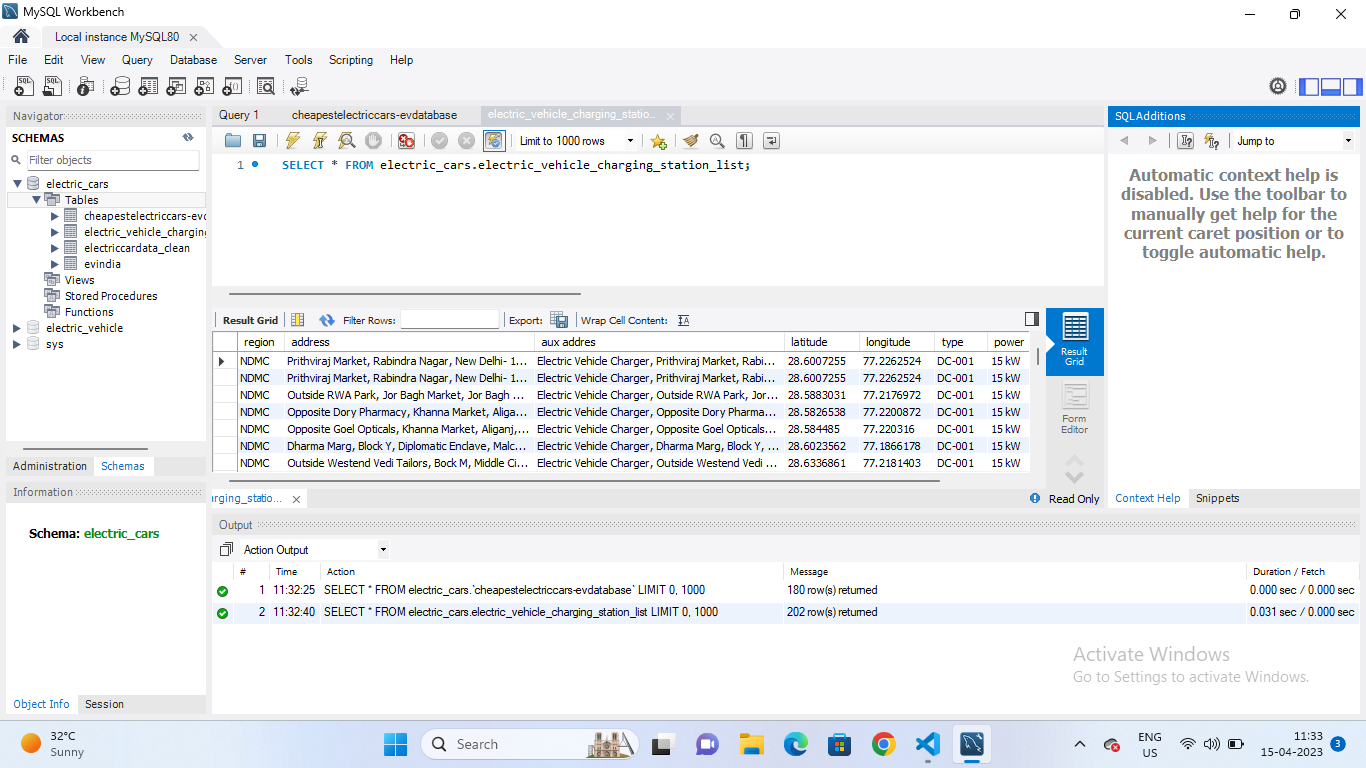 MySQL Workbench
Local instance MySQL80
File Edit View Query Database Server Tools Scripting Help
Navigator
SCHEMAS
Filter objects
electric_cars
Tables
cheapestelectriccars-evd
electric_vehicle_charging
electriccardata_clean
evindia
Views
Stored Procedures
Functions
electric_vehicle
sys
Administration Schemas
Information
Schema: electric_cars
Object Info Session
Query 1 cheapestelectriccars-evdatabase electric_vehicle_charging_statio...
Limit to 1000 rows
1 SELECT * FROM electric_cars.electric_vehicle_charging_station_list;
Result Grid Filter Rows: Export: Wrap Cell Content:
region address aux addres latitude longitude type power
NDMC Prithviraj Market, Rabindra Nagar, New Delhi- 1... Electric Vehicle Charger, Prithviraj Market, Rabi... 28.6007255 77.2262524 DC-001 15 kW
NDMC Prithviraj Market, Rabindra Nagar, New Delhi- 1... Electric Vehicle Charger, Prithviraj Market, Rabi... 28.6007255 77.2262524 DC-001 15 kW
NDMC Outside RWA Park, Jor Bagh Market, Jor Bagh ... Electric Vehicle Charger, Outside RWA Park, Jor... 28.5883031 77.2176972 DC-001 15 kW
NDMC Opposite Dory Pharmacy, Khanna Market, Aliga... Electric Vehicle Charger, Opposite Dory Pharma... 28.5826538 77.2200872 DC-001 15 kW
NDMC Opposite Goel Opticals, Khanna Market, Aliganj,... Electric Vehicle Charger, Opposite Goel Opticals... 28.584485 77.220316 DC-001 15 kW
NDMC Dharma Marg, Block Y, Diplomatic Enclave, Malc... Electric Vehicle Charger, Dharma Marg, Block Y, ... 28.6023562 77.1866178 DC-001 15 kW
NDMC Outside Westend Vedi Tailors, Bock M, Middle Ci... Electric Vehicle Charger, Outside Westend Vedi ... 28.6336861 77.2181403 DC-001 15 kW
Result
Grid
Form
Editor
rging_statio...
Read Only
SQLAdditions
Jump to
Automatic context help is
disabled. Use the toolbar to
manually get help for the
current caret position or to
toggle automatic help.
Context Help Snippets
Output
Action Output
# Time Action Message Duration / Fetch
1 11:32:25 SELECT * FROM electric_cars.`cheapestelectriccars-evdatabase` LIMIT 0, 1000 180 row(s) returned 0.000 sec / 0.000 sec
2 11:32:40 SELECT * FROM electric_cars.electric_vehicle_charging_station_list LIMIT 0, 1000 202 row(s) returned 0.031 sec / 0.000 sec
Activate Windows
Go to Settings to activate Windows.
32°C
Sunny
Search
ENG
US
11:33
15-04-2023
3